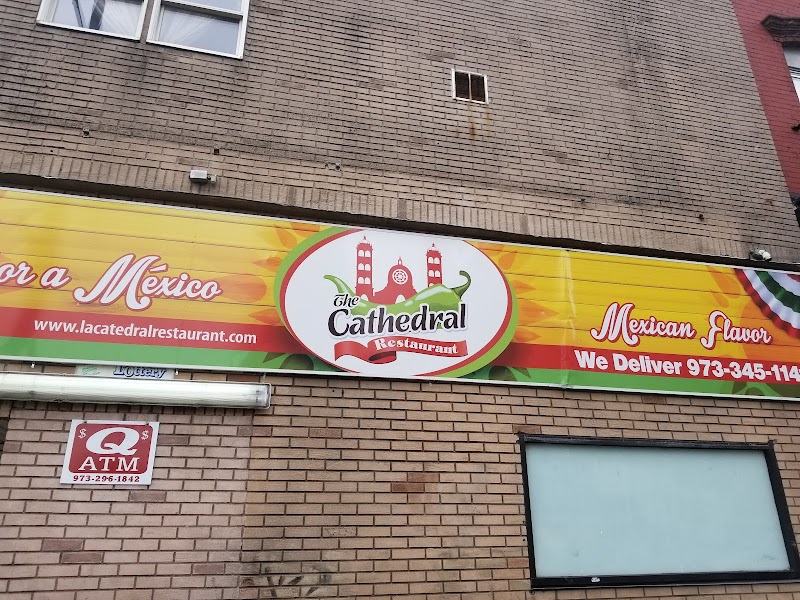 or a México
www.lacatedralrestaurant.com
The
Cathedral
Restaurant
Mexican Flavor
We Deliver 973-345-114
Lottery
$ Q $
ATM
973-296-1842